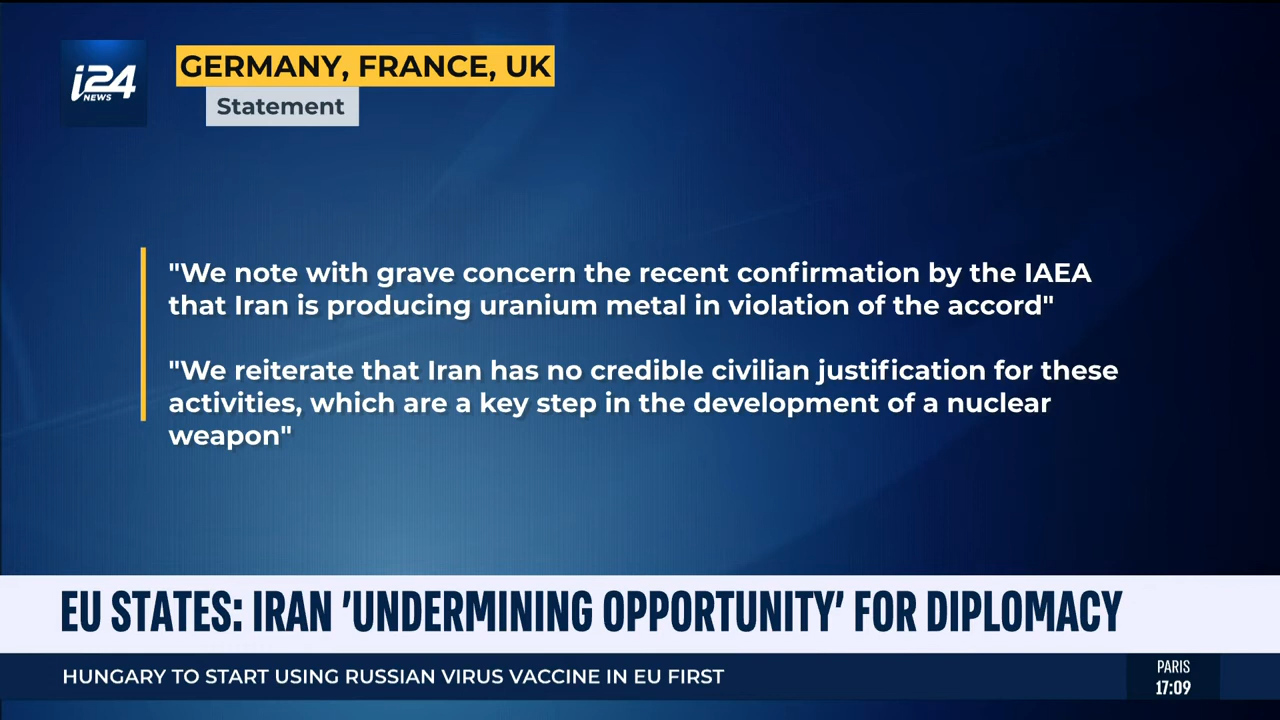 i24
NEWS
GERMANY, FRANCE, UK
Statement
"We note with grave concern the recent confirmation by the IAEA
that Iran is producing uranium metal in violation of the accord"
"We reiterate that Iran has no credible civilian justification for these
activities, which are a key step in the development of a nuclear
weapon"
EU STATES: IRAN 'UNDERMINING OPPORTUNITY' FOR DIPLOMACY
HUNGARY TO START USING RUSSIAN VIRUS VACCINE IN EU FIRST
PARIS
17:09